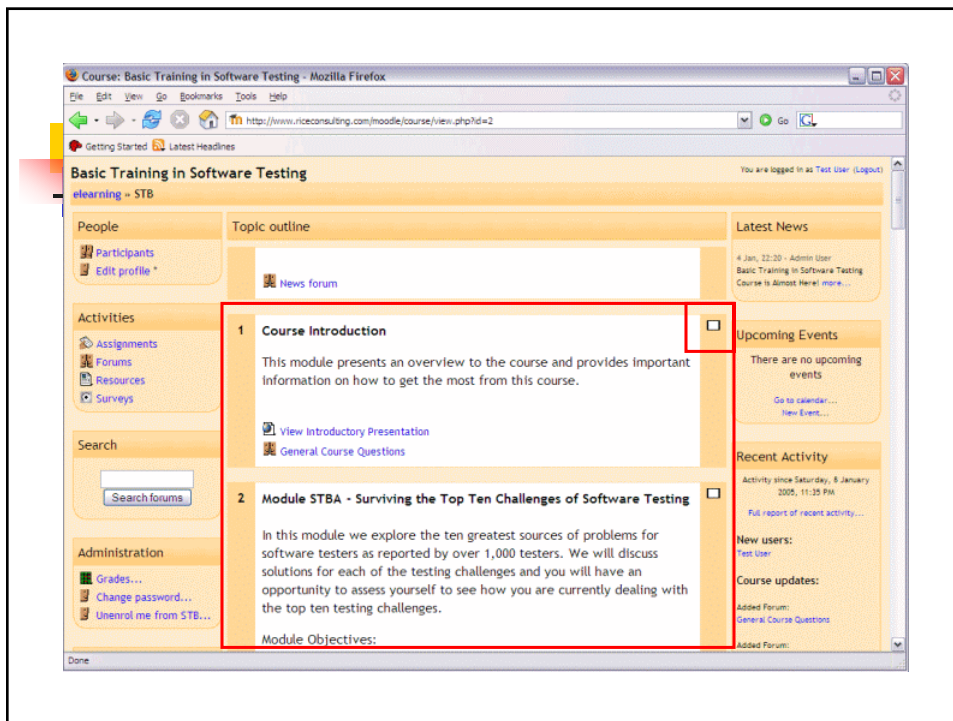 Course: Basic Training in Software Testing - Mozilla Firefox
File Edit View Go Bookmarks Tools Help
http://www.riceconsulting.com/moodle/course/view.php?id=2
Go
Getting Started Latest Headlines
Basic Training in Software Testing
You are logged in as Test User (Logout)
elearning » STB
People
Participants
Edit profile *
Activities
Assignments
Forums
Resources
Surveys
Search
Search forums
Administration
Grades...
Change password...
Unenrol me from STB...
Topic outline
News forum
1 Course Introduction
This module presents an overview to the course and provides important
information on how to get the most from this course.
View Introductory Presentation
General Course Questions
2 Module STBA - Surviving the Top Ten Challenges of Software Testing
In this module we explore the ten greatest sources of problems for
software testers as reported by over 1,000 testers. We will discuss
solutions for each of the testing challenges and you will have an
opportunity to assess yourself to see how you are currently dealing with
the top ten testing challenges.
Module Objectives:
Latest News
4 Jan, 22:20 - Admin User
Basic Training in Software Testing
Course is Almost Here! more...
Upcoming Events
There are no upcoming
events
Go to calendar...
New Event...
Recent Activity
Activity since Saturday, 8 January
2005, 11:35 PM
Full report of recent activity...
New users:
Test User
Course updates:
Added Forum:
General Course Questions
Added Forum:
Done